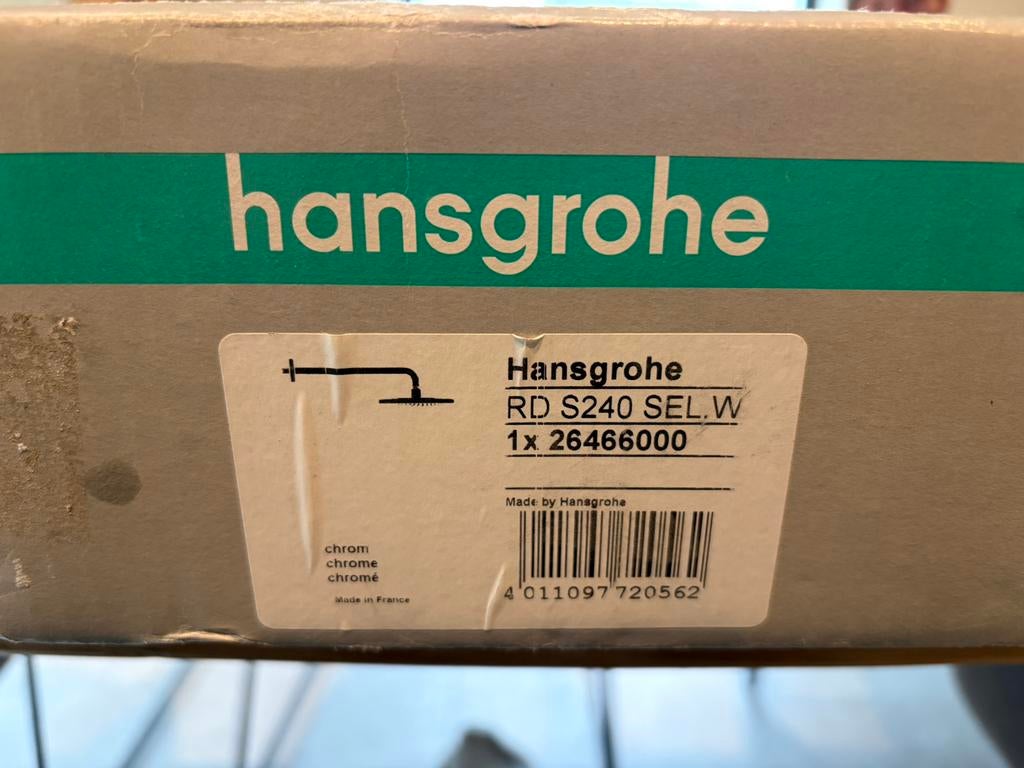 hansgrohe
Hansgrohe
RD S240 SEL.W
1x 26466000
Made by Hansgrohe
4 011097 720562
chrom
chrome
chromé
Made in France